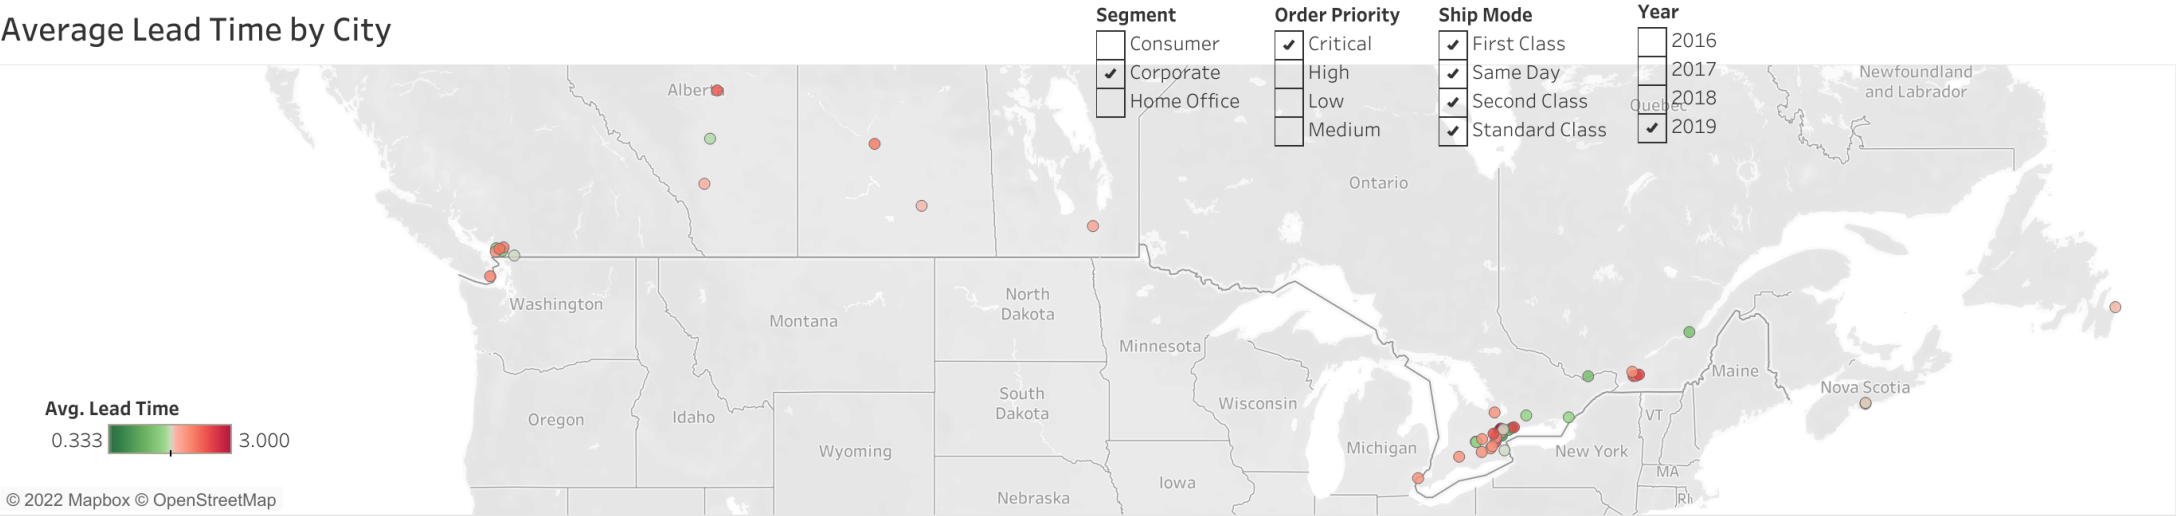 Average Lead Time by City
Segment
Consumer
Corporate
Home Office
Order Priority
Critical
High
Low
Medium
Ship Mode
First Class
Same Day
Second Class
Standard Class
Year
2016
2017
2018
2019
Alberta
Ontario
Quebec
Newfoundland
and Labrador
Washington
Montana
North
Dakota
Minnesota
Oregon
Idaho
South
Dakota
Wisconsin
Maine
Nova Scotia
VT
Wyoming
Michigan
New York
MA
Nebraska
Iowa
RI
Avg. Lead Time
0.333
3.000
© 2022 Mapbox © OpenStreetMap